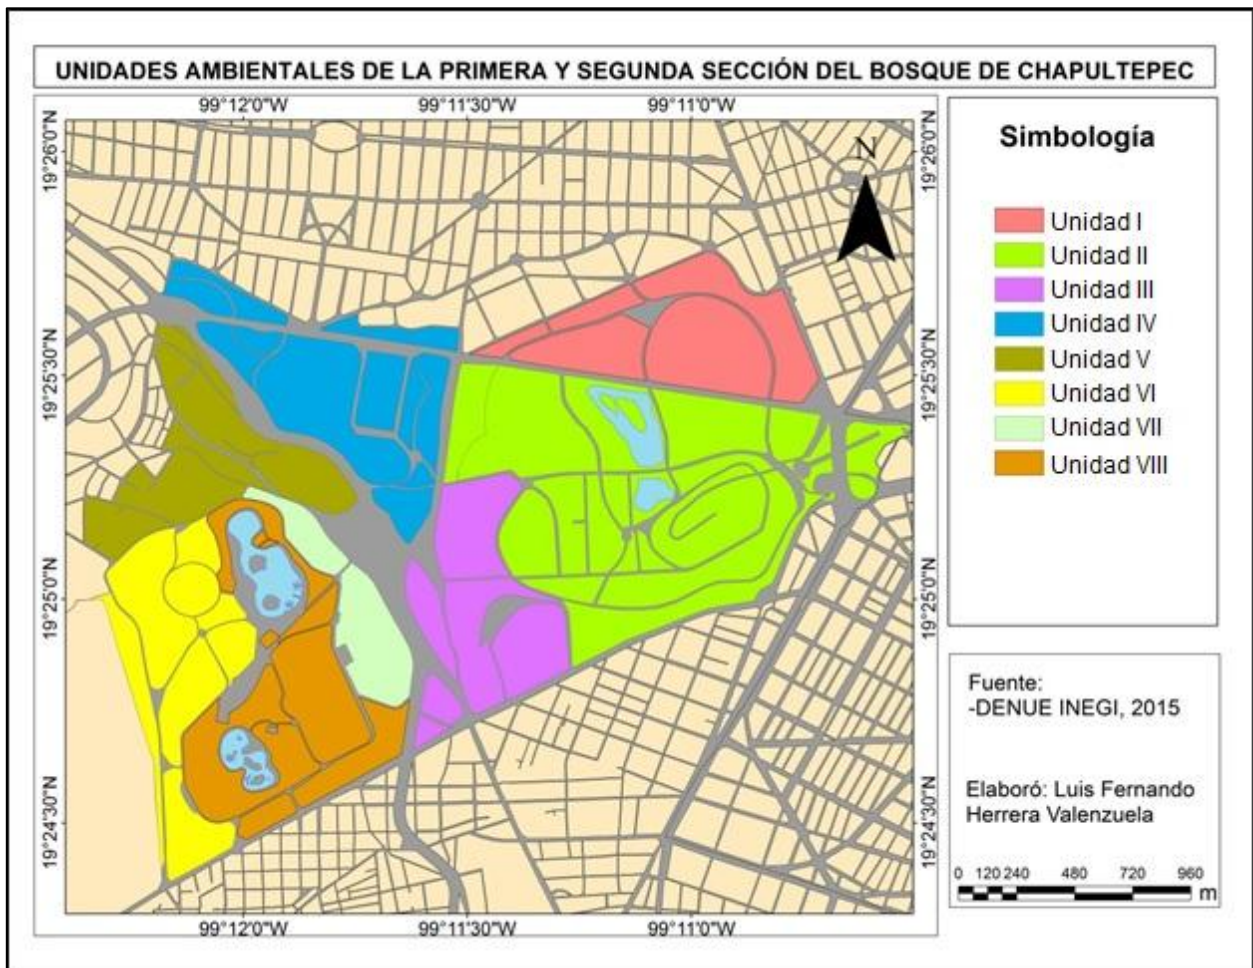 UNIDADES AMBIENTALES DE LA PRIMERA Y SEGUNDA SECCIÓN DEL BOSQUE DE CHAPULTEPEC
99°12'0"W 99°11'30"W 99°11'0"W
19°26'0"N
19°25'30"N
19°25'0"N
19°24'30"N
N
19°26'0"N
19°25'30"N
19°25'0"N
19°24'30"N
99°12'0"W 99°11'30"W 99°11'0"W
Simbología
Unidad I
Unidad II
Unidad III
Unidad IV
Unidad V
Unidad VI
Unidad VII
Unidad VIII
Fuente:
-DENUE INEGI, 2015
Elaboró: Luis Fernando
Herrera Valenzuela
0 120 240 480 720 960
m